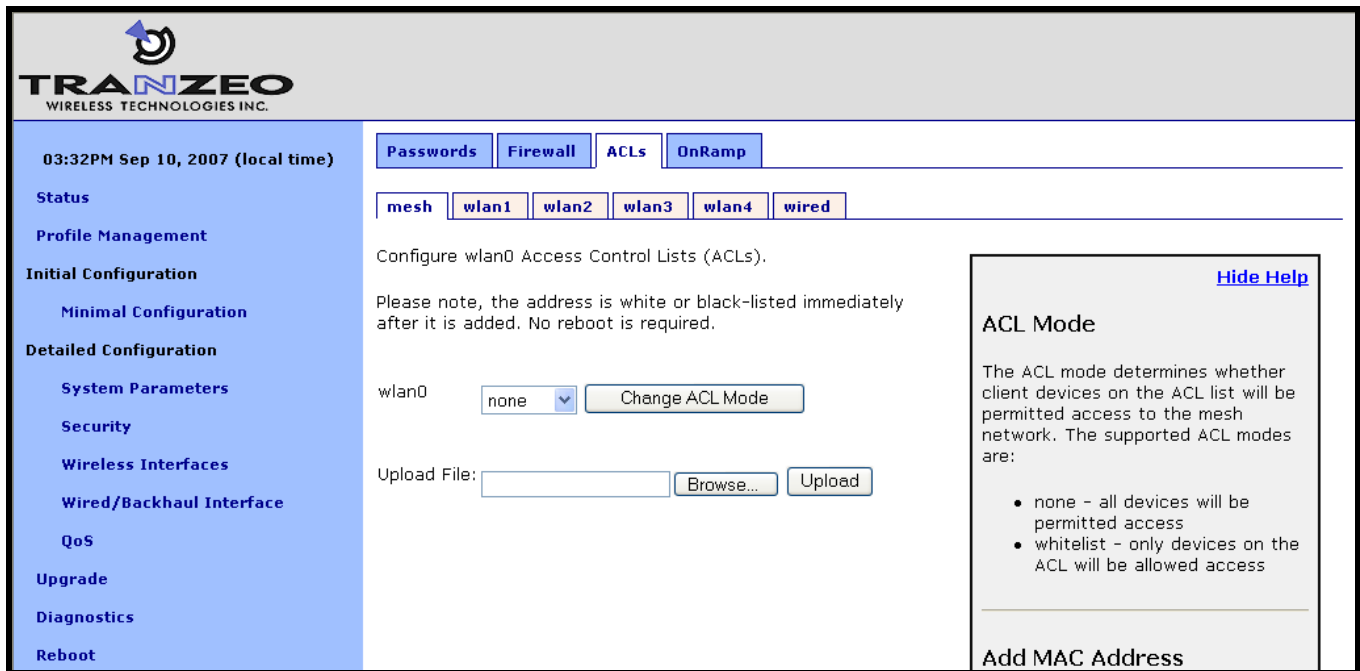 TRANZEO
WIRELESS TECHNOLOGIES INC.
03:32PM Sep 10, 2007 (local time)
Status
Profile Management
Initial Configuration
Minimal Configuration
Detailed Configuration
System Parameters
Security
Wireless Interfaces
Wired/Backhaul Interface
QoS
Upgrade
Diagnostics
Reboot
Passwords Firewall ACLs OnRamp
mesh wlan1 wlan2 wlan3 wlan4 wired
Configure wlan0 Access Control Lists (ACLs).
Please note, the address is white or black-listed immediately
after it is added. No reboot is required.
wlan0 none Change ACL Mode
Upload File: Browse... Upload
Hide Help
ACL Mode
The ACL mode determines whether
client devices on the ACL list will be
permitted access to the mesh
network. The supported ACL modes
are:
• none - all devices will be
permitted access
• whitelist - only devices on the
ACL will be allowed access
Add MAC Address